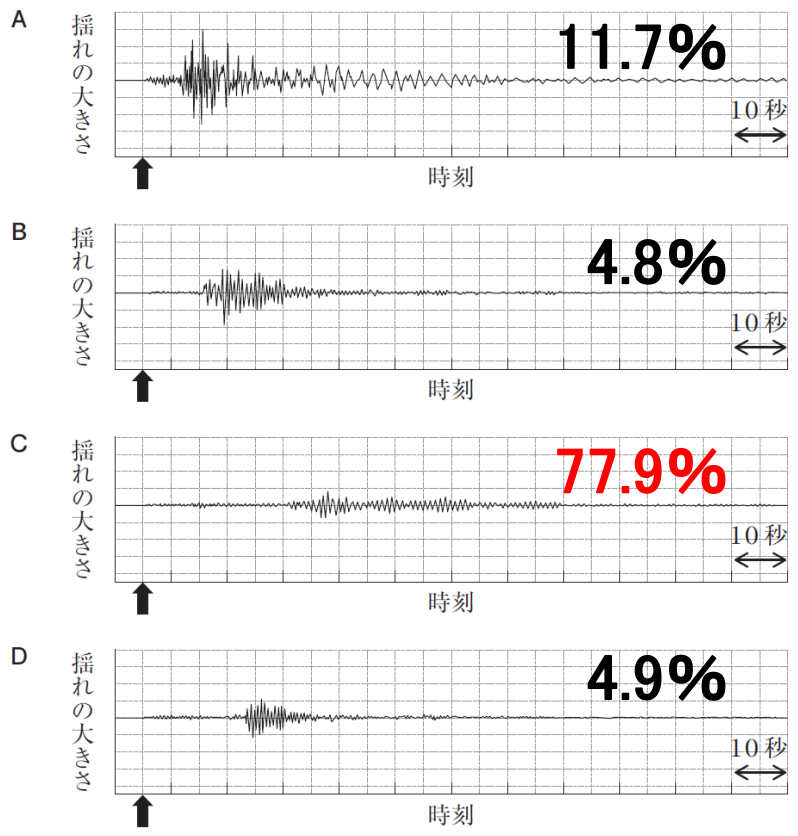 A
揺れの大きさ
11.7%
10秒
時刻
B
揺れの大きさ
4.8%
10秒
時刻
C
揺れの大きさ
77.9%
10秒
時刻
D
揺れの大きさ
4.9%
10秒
時刻